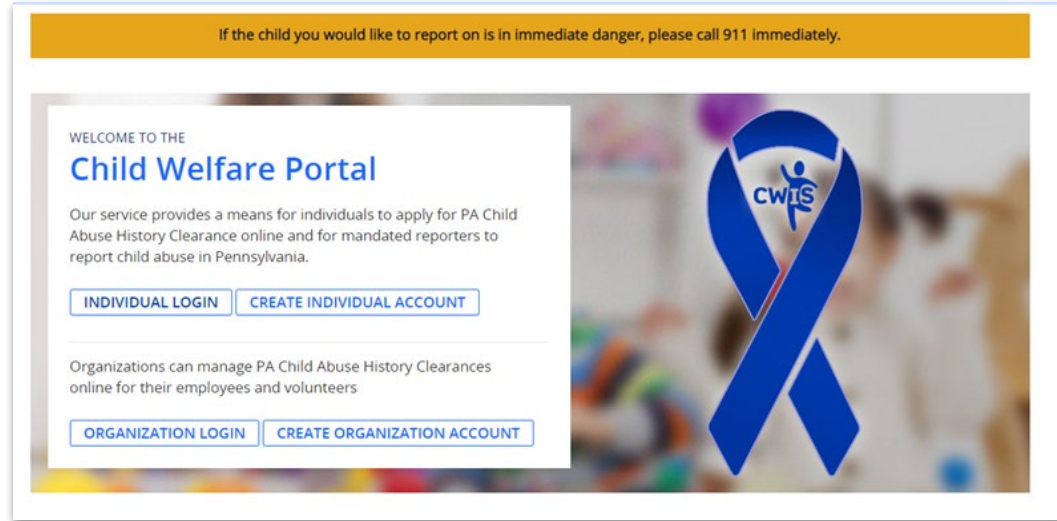 If the child you would like to report on is in immediate danger, please call 911 immediately.
WELCOME TO THE
Child Welfare Portal
Our service provides a means for individuals to apply for PA Child
Abuse History Clearance online and for mandated reporters to
report child abuse in Pennsylvania.
INDIVIDUAL LOGIN CREATE INDIVIDUAL ACCOUNT
Organizations can manage PA Child Abuse History Clearances
online for their employees and volunteers
ORGANIZATION LOGIN CREATE ORGANIZATION ACCOUNT
CWIS